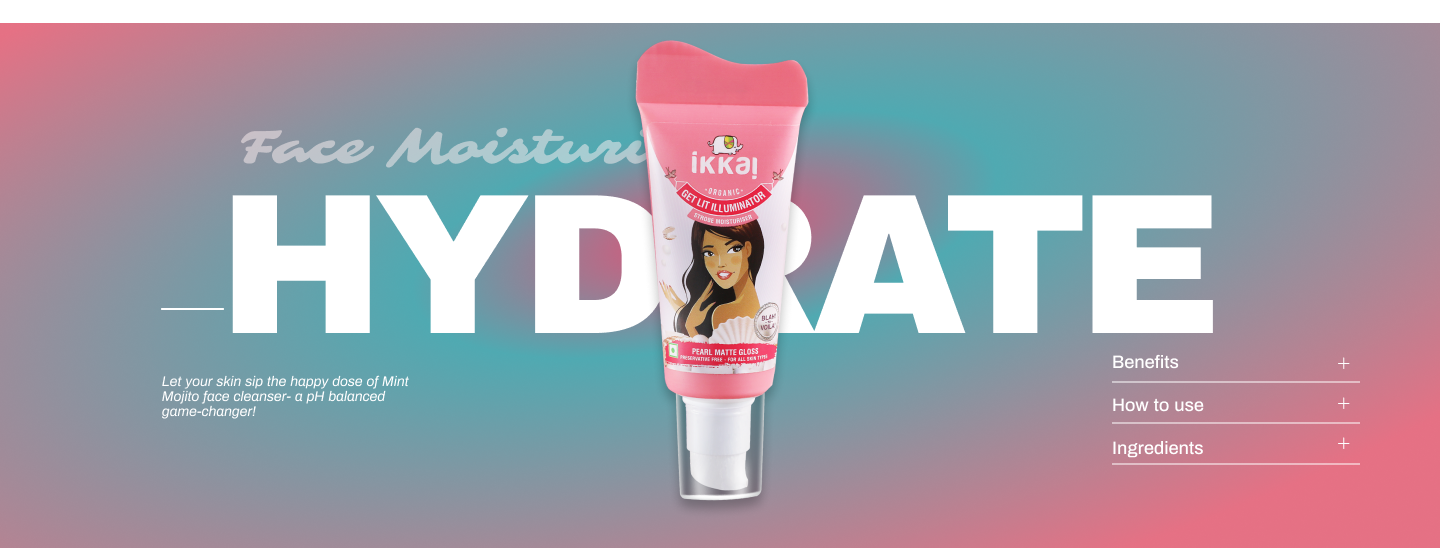 Face Moisturi
HYDRATE
ikkai
·ORGANIC·
GET LIT ILLUMINATOR
STROBE MOISTURISER
BLAM
VOILA
PEARL MATTE GLOSS
PRESERVATIVE FREE · FOR ALL SKIN TYPES
Let your skin sip the happy dose of Mint
Mojito face cleanser- a pH balanced
game-changer!
Benefits +
How to use +
Ingredients +